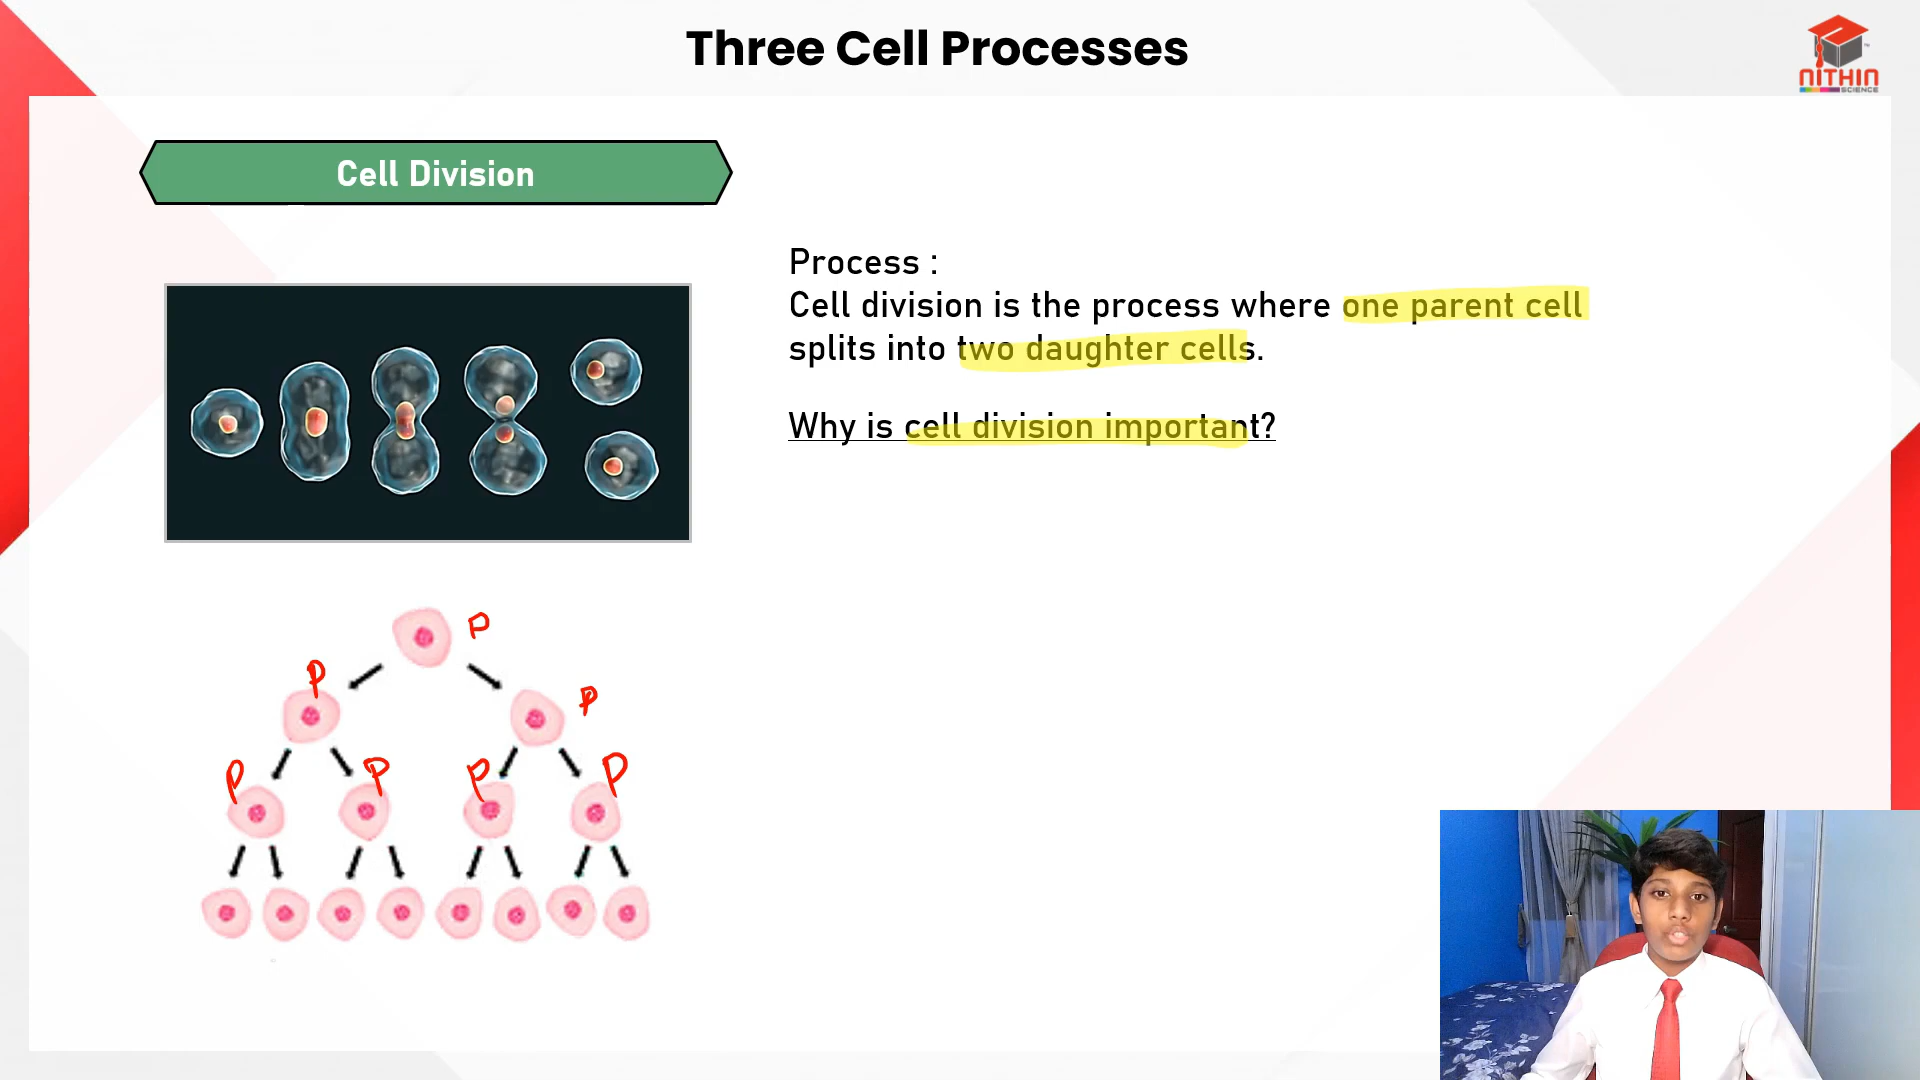 Three Cell Processes
NITHIN
SCIENCE
Cell Division
Process :
Cell division is the process where one parent cell
splits into two daughter cells.
Why is cell division important?
P
P
P
P
P
P
P